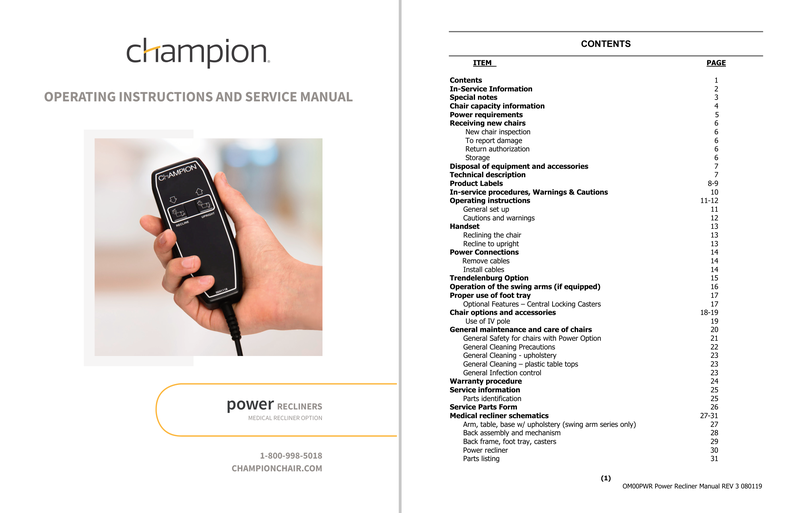 champion
OPERATING INSTRUCTIONS AND SERVICE MANUAL
CHAMPION
RECLINE
UPRIGHT
power RECLINERS
MEDICAL RECLINER OPTION
1-800-998-5018
CHAMPIONCHAIR.COM
CONTENTS
ITEM PAGE
Contents 1
In-Service Information 2
Special notes 3
Chair capacity information 4
Power requirements 5
Receiving new chairs 6
New chair inspection 6
To report damage 6
Return authorization 6
Storage 6
Disposal of equipment and accessories 7
Technical description 7
Product Labels 8-9
In-service procedures, Warnings & Cautions 10
Operating instructions 11-12
General set up 11
Cautions and warnings 12
Handset 13
Reclining the chair 13
Recline to upright 13
Power Connections 14
Remove cables 14
Install cables 14
Trendelenburg Option 15
Operation of the swing arms (if equipped) 16
Proper use of foot tray 17
Optional Features – Central Locking Casters 17
Chair options and accessories 18-19
Use of IV pole 19
General maintenance and care of chairs 20
General Safety for chairs with Power Option 21
General Cleaning Precautions 22
General Cleaning - upholstery 23
General Cleaning – plastic table tops 23
General Infection control 23
Warranty procedure 24
Service information 25
Parts identification 25
Service Parts Form 26
Medical recliner schematics 27-31
Arm, table, base w/ upholstery (swing arm series only) 27
Back assembly and mechanism 28
Back frame, foot tray, casters 29
Power recliner 30
Parts listing 31
(1)
OM00PWR Power Recliner Manual REV 3 080119